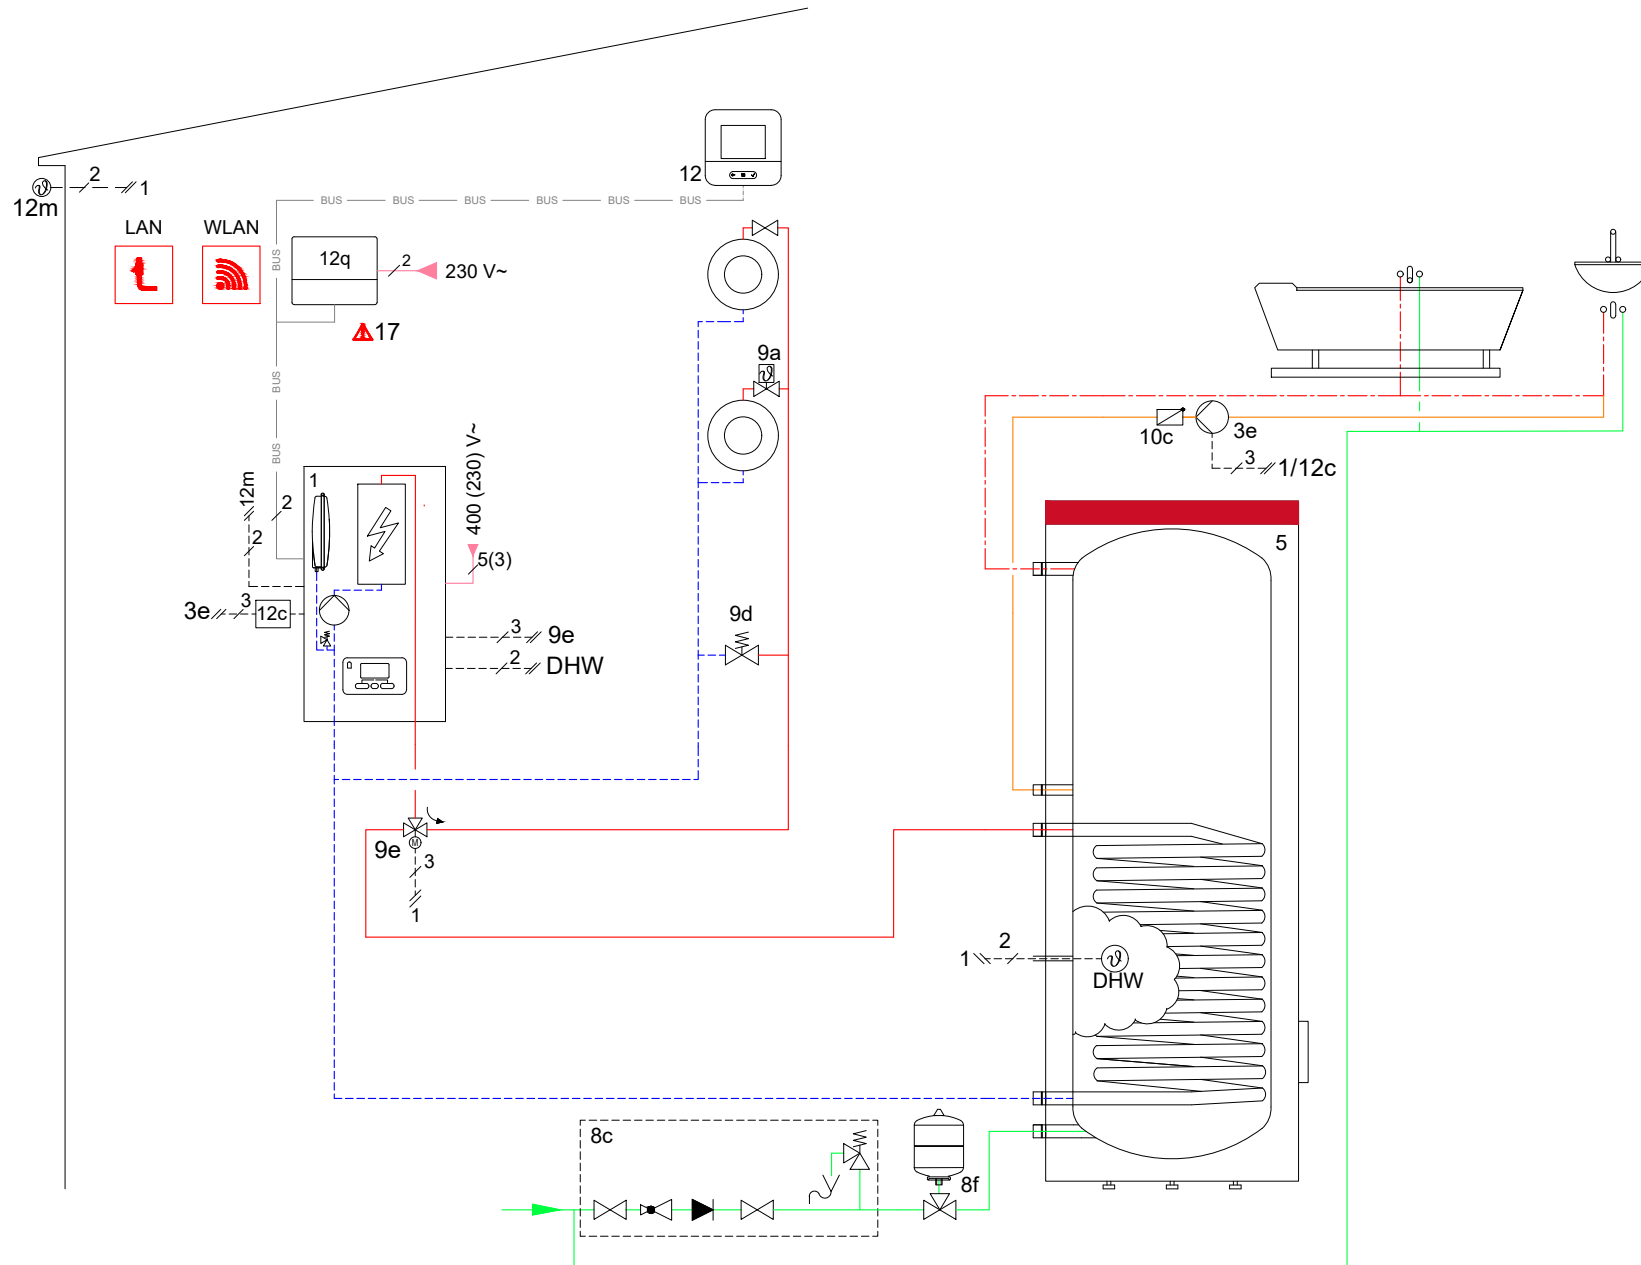 12
2
1
12m
BUS BUS BUS BUS BUS BUS
LAN
WLAN
BUS
12q
2
230 V~
17
9a
BUS
10c
3e
3
1/12c
BUS
12m
2
2
1
400 (230) V~
5(3)
5
3e
3
12c
9d
3
9e
2
DHW
M
9e
3
1
1
2
DHW
8c
8f